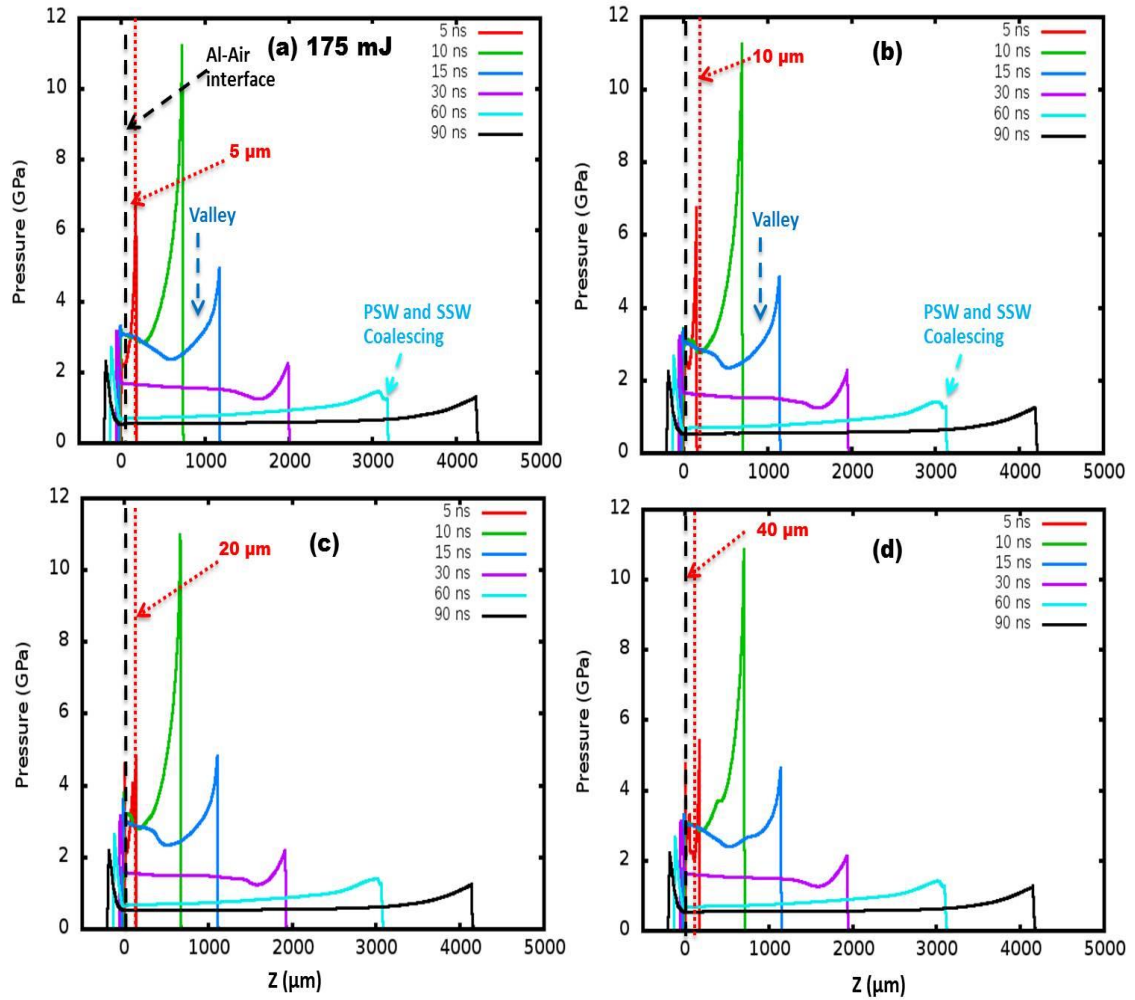 (a) 175 mJ
Al-Air
Interface
5 µm
Valley
PSW and SSW
Coalescing
5 ns
10 ns
15 ns
30 ns
60 ns
90 ns
Pressure (GPa)
12
10
8
6
4
2
0
0
1000
2000
3000
4000
5000
(b)
10 µm
Valley
PSW and SSW
Coalescing
5 ns
10 ns
15 ns
30 ns
60 ns
90 ns
Pressure (GPa)
12
10
8
6
4
2
0
0
1000
2000
3000
4000
5000
(c)
20 µm
5 ns
10 ns
15 ns
30 ns
60 ns
90 ns
Pressure (GPa)
12
10
8
6
4
2
0
0
1000
2000
3000
4000
5000
Z (µm)
(d)
40 µm
5 ns
10 ns
15 ns
30 ns
60 ns
90 ns
Pressure (GPa)
12
10
8
6
4
2
0
0
1000
2000
3000
4000
5000
Z (µm)